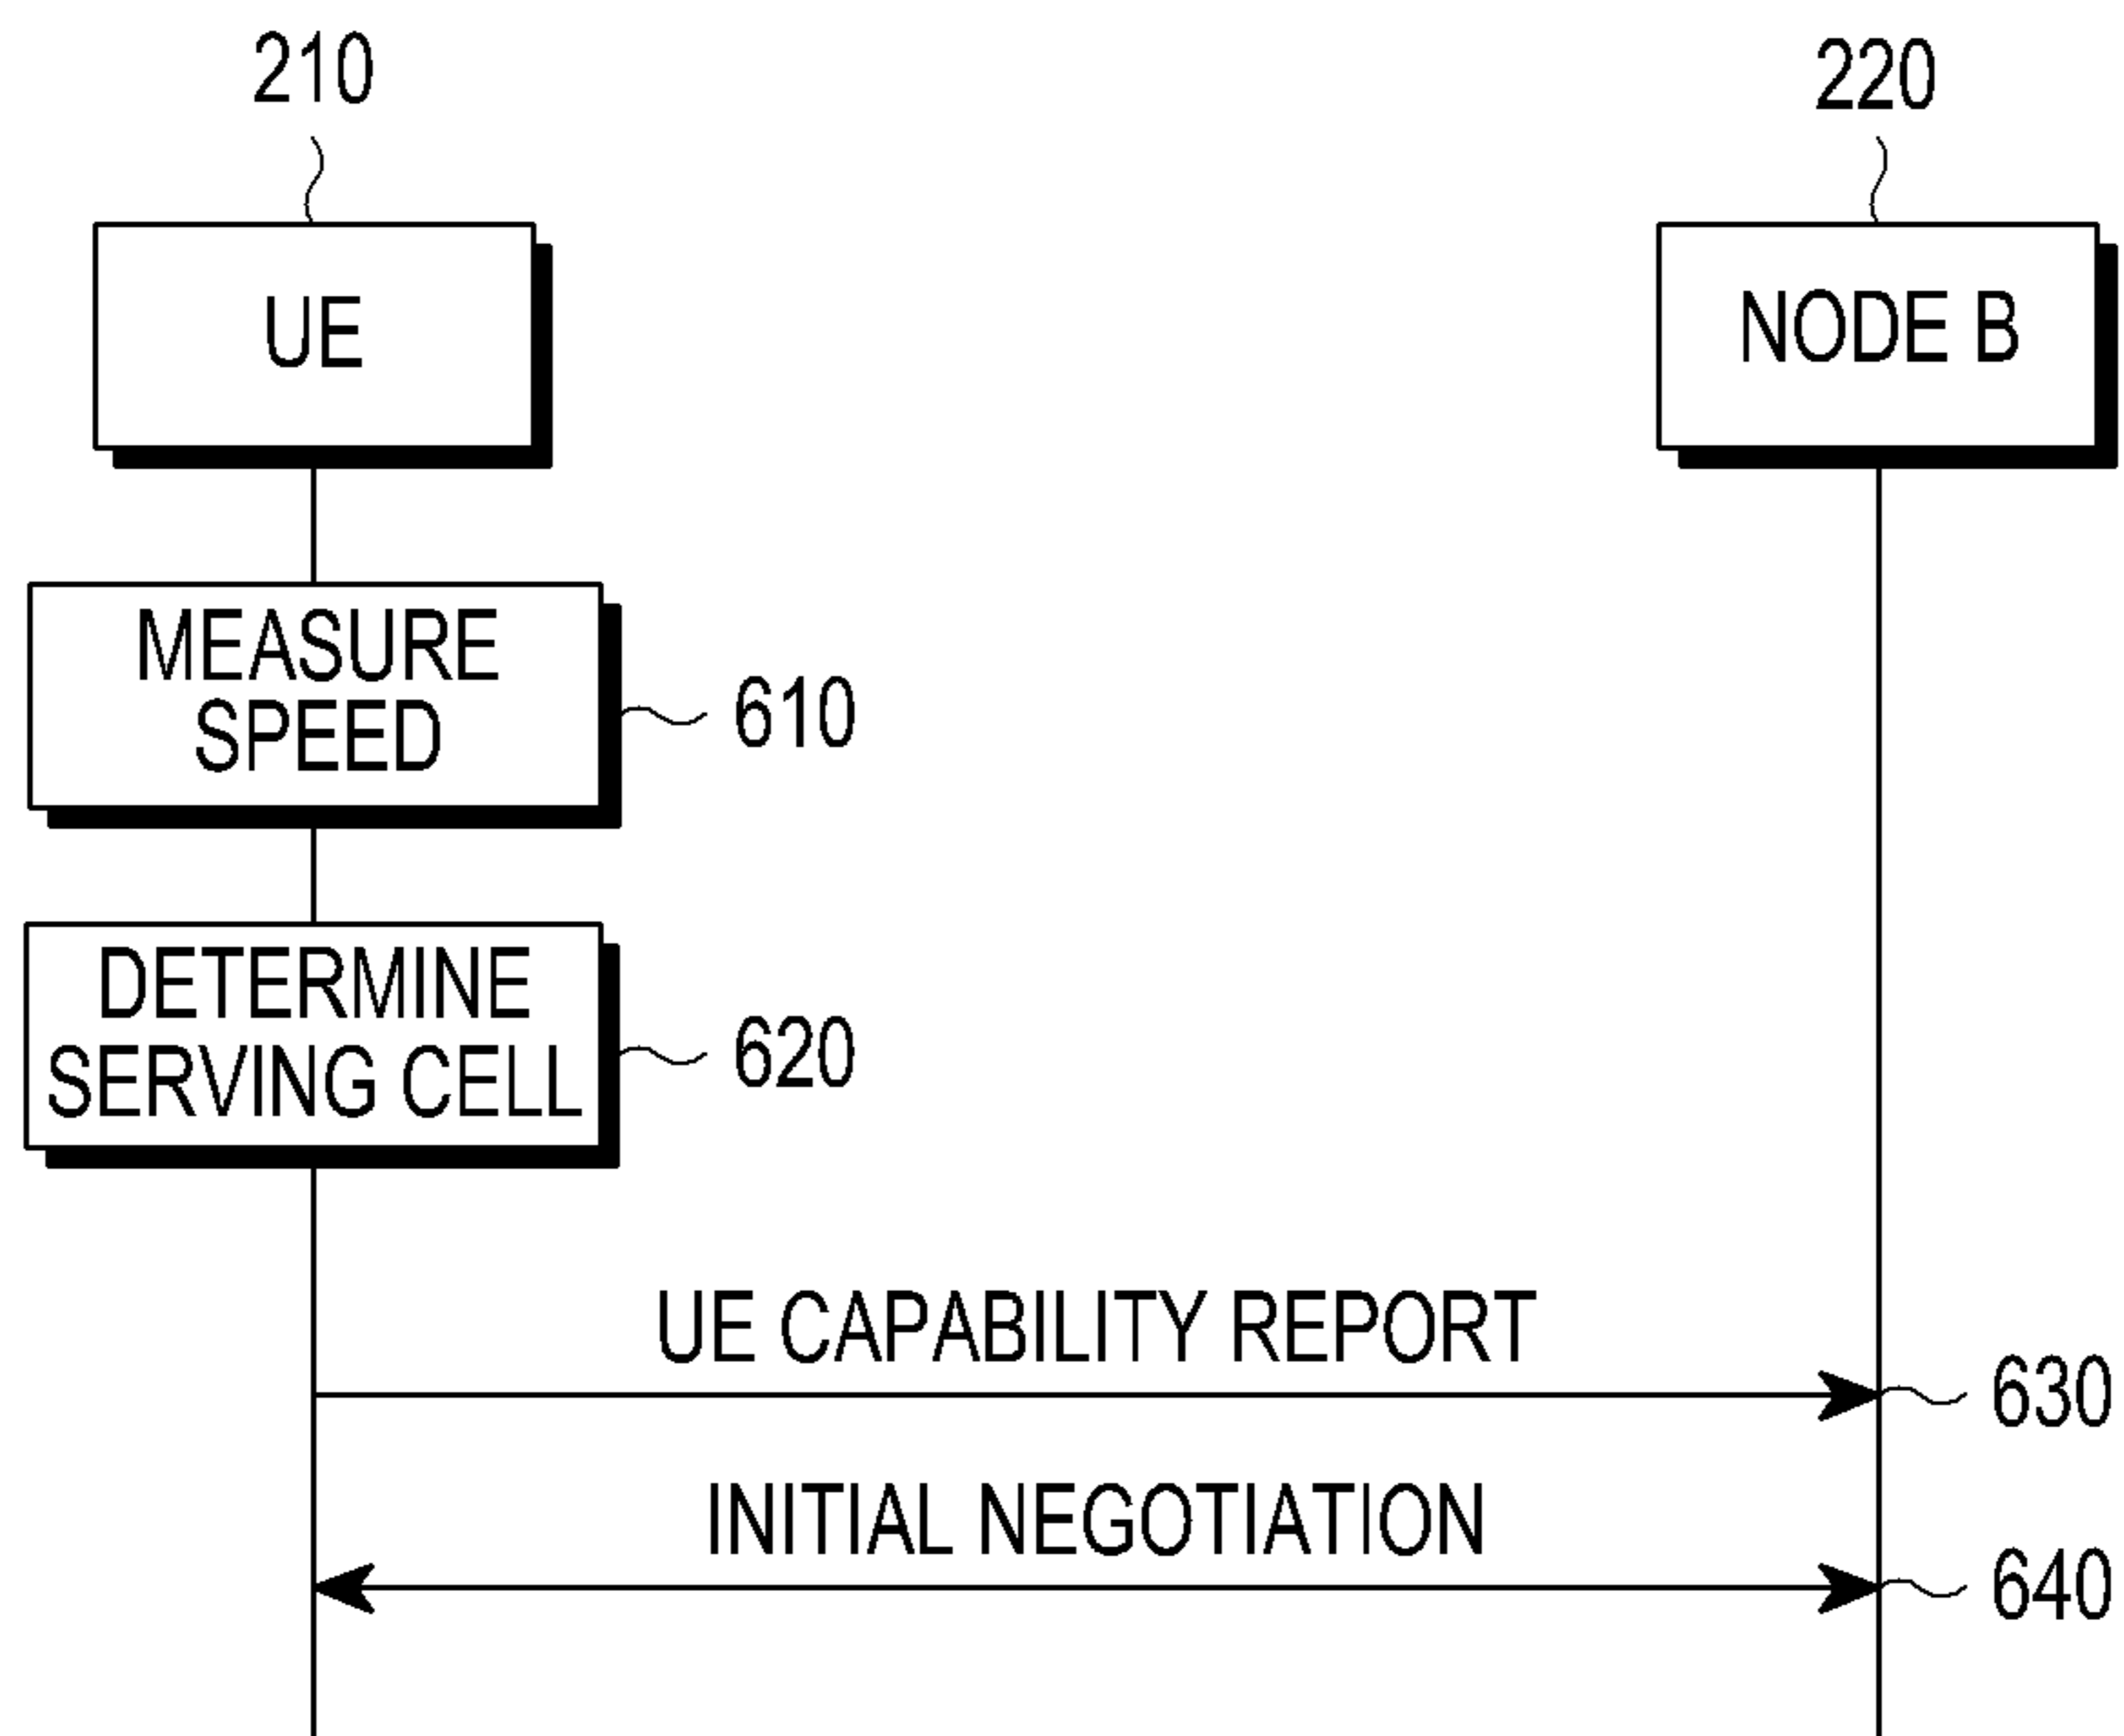 210
220
UE
NODE B
MEASURE
SPEED
610
DETERMINE
SERVING CELL
620
UE CAPABILITY REPORT
630
INITIAL NEGOTIATION
640